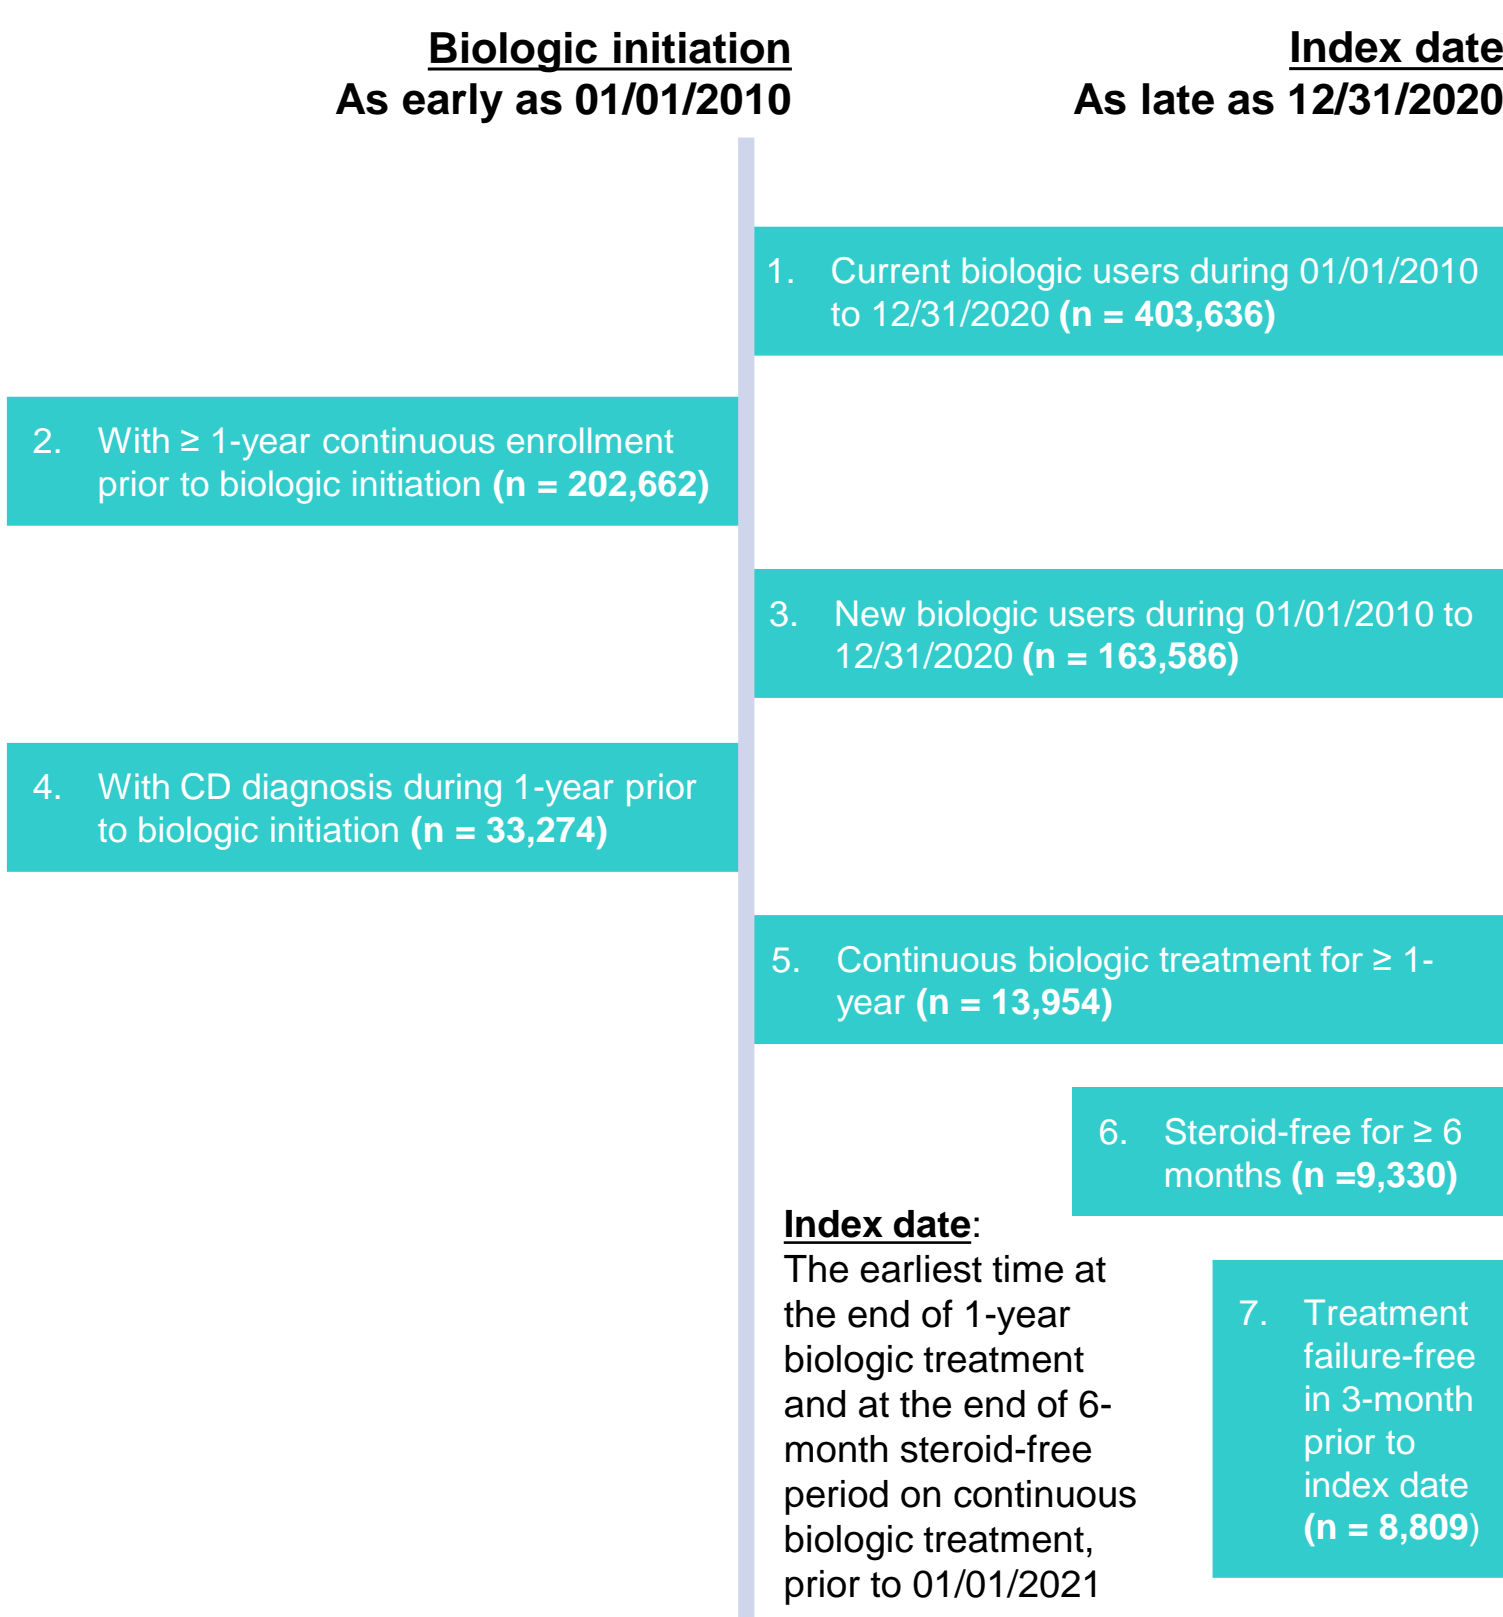 Biologic initiation
As early as 01/01/2010
Index date
As late as 12/31/2020
1. Current biologic users during 01/01/2010
to 12/31/2020 (n = 403,636)
2. With ≥ 1-year continuous enrollment
prior to biologic initiation (n = 202,662)
3. New biologic users during 01/01/2010 to
12/31/2020 (n = 163,586)
4. With CD diagnosis during 1-year prior
to biologic initiation (n = 33,274)
5. Continuous biologic treatment for ≥ 1-
year (n = 13,954)
6. Steroid-free for ≥ 6
months (n =9,330)
Index date:
The earliest time at
the end of 1-year
biologic treatment
and at the end of 6-
month steroid-free
period on continuous
biologic treatment,
prior to 01/01/2021
7. Treatment
failure-free
in 3-month
prior to
index date
(n = 8,809)